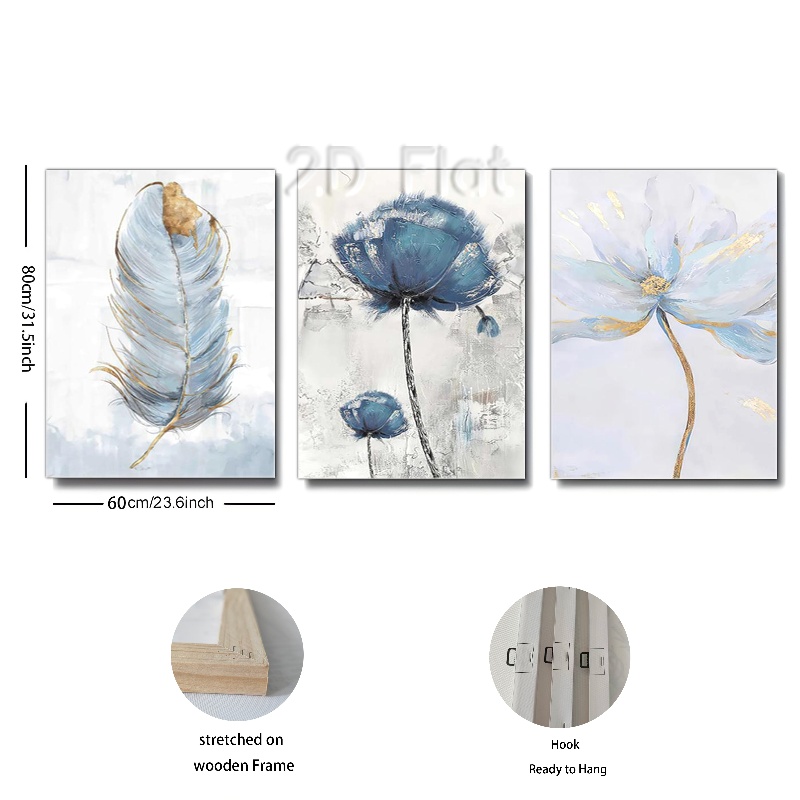 2D Flat
80cm/31.5inch
60cm/23.6inch
stretched on
wooden Frame
Hook
Ready to Hang